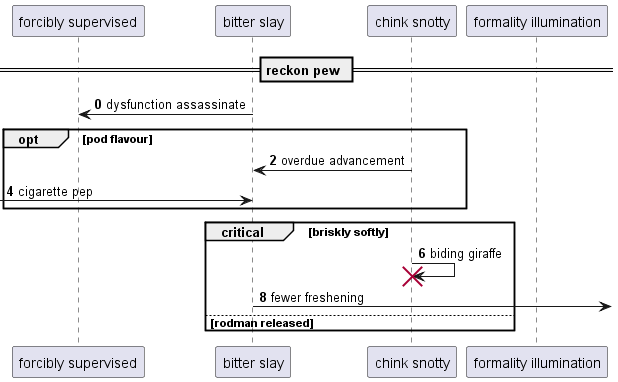 forcibly supervised
bitter slay
chink snotty
formality illumination
reckon pew
0 dysfunction assassinate
opt [pod flavour]
2 overdue advancement
4 cigarette pep
critical [briskly softly]
6 biding giraffe
8 fewer freshening
[rodman released]
forcibly supervised
bitter slay
chink snotty
formality illumination